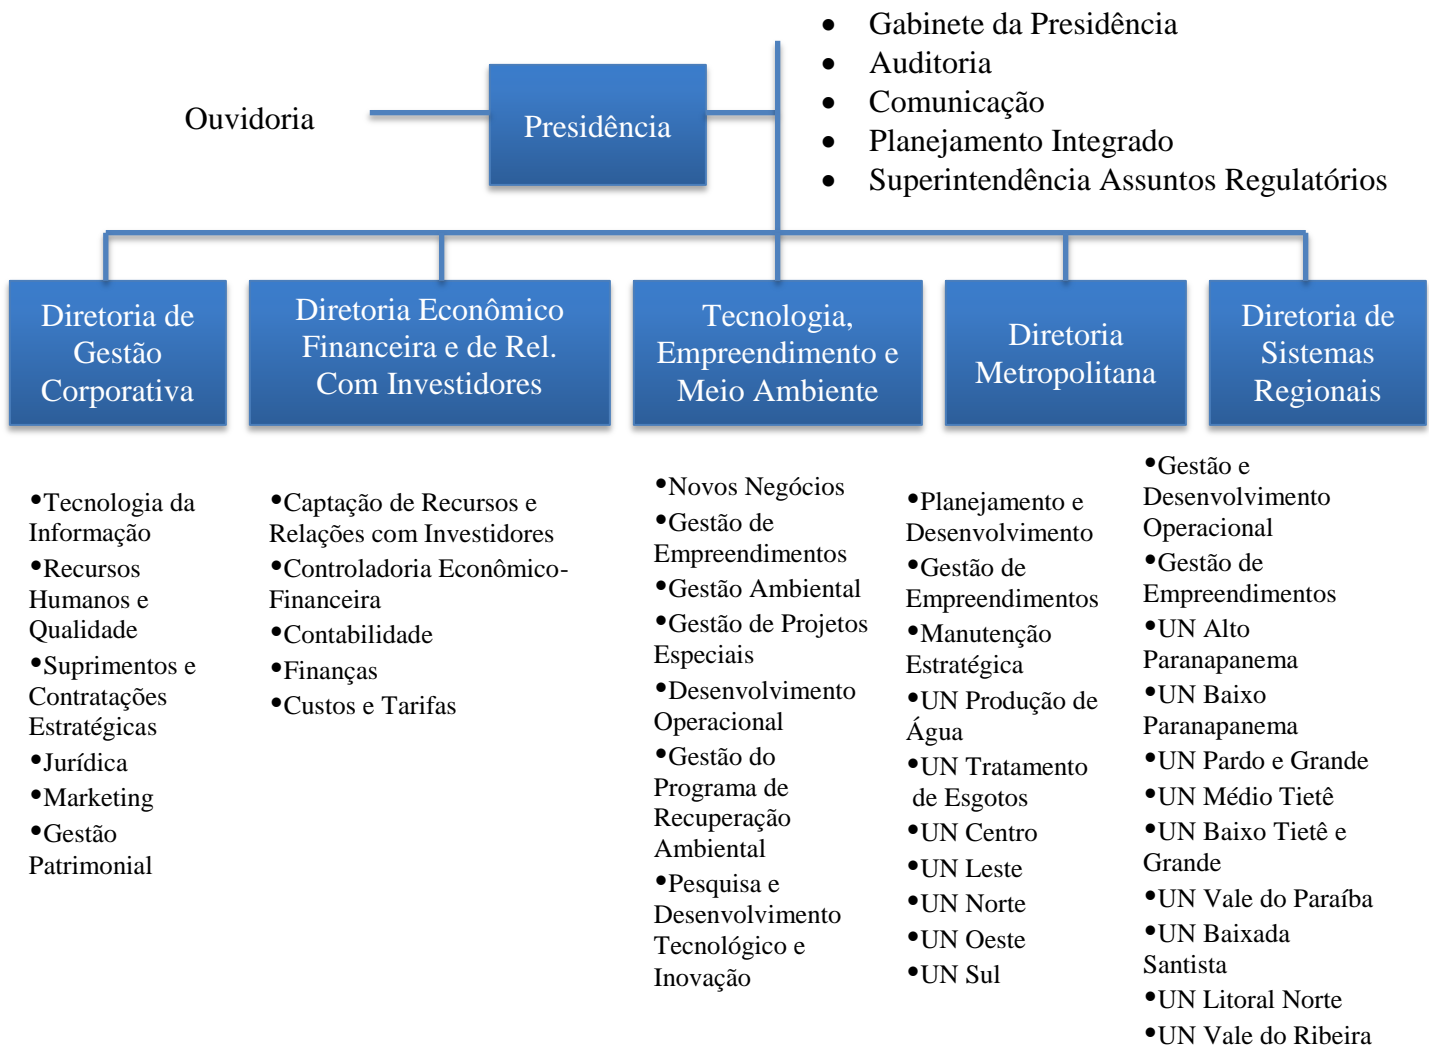 Ouvidoria
Presidência
• Gabinete da Presidência
• Auditoria
• Comunicação
• Planejamento Integrado
• Superintendência Assuntos Regulatórios
Diretoria de
Gestão
Corporativa
Diretoria Econômico
Financeira e de Rel.
Com Investidores
Tecnologia,
Empreendimento e
Meio Ambiente
Diretoria
Metropolitana
Diretoria de
Sistemas
Regionais
•Tecnologia da
Informação
•Recursos
Humanos e
Qualidade
•Suprimentos e
Contratações
Estratégicas
•Jurídica
•Marketing
•Gestão
Patrimonial
•Captação de Recursos e
Relações com Investidores
•Controladoria Econômico-
Financeira
•Contabilidade
•Finanças
•Custos e Tarifas
•Novos Negócios
•Gestão de
Empreendimentos
•Gestão Ambiental
•Gestão de Projetos
Especiais
•Desenvolvimento
Operacional
•Gestão do
Programa de
Recuperação
Ambiental
•Pesquisa e
Desenvolvimento
Tecnológico e
Inovação
•Planejamento e
Desenvolvimento
•Gestão de
Empreendimentos
•Manutenção
Estratégica
•UN Produção de
Água
•UN Tratamento
de Esgotos
•UN Centro
•UN Leste
•UN Norte
•UN Oeste
•UN Sul
•Gestão e
Desenvolvimento
Operacional
•Gestão de
Empreendimentos
•UN Alto
Paranapanema
•UN Baixo
Paranapanema
•UN Pardo e Grande
•UN Médio Tietê
•UN Baixo Tietê e
Grande
•UN Vale do Paraíba
•UN Baixada
Santista
•UN Litoral Norte
•UN Vale do Ribeira